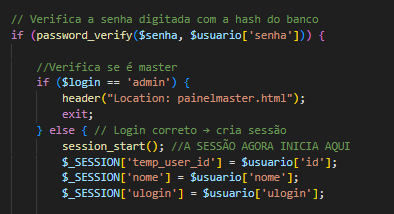 // Verifica a senha digitada com a hash do banco
if (password_verify($senha, $usuario['senha'])) {
//Verifica se é master
if ($login == 'admin') {
header("Location: painelmaster.html");
exit;
} else { // Login correto → cria sessão
session_start(); //A SESSÃO AGORA INICIA AQUI
$_SESSION['temp_user_id'] = $usuario['id'];
$_SESSION['nome'] = $usuario['nome'];
$_SESSION['ulogin'] = $usuario['ulogin'];